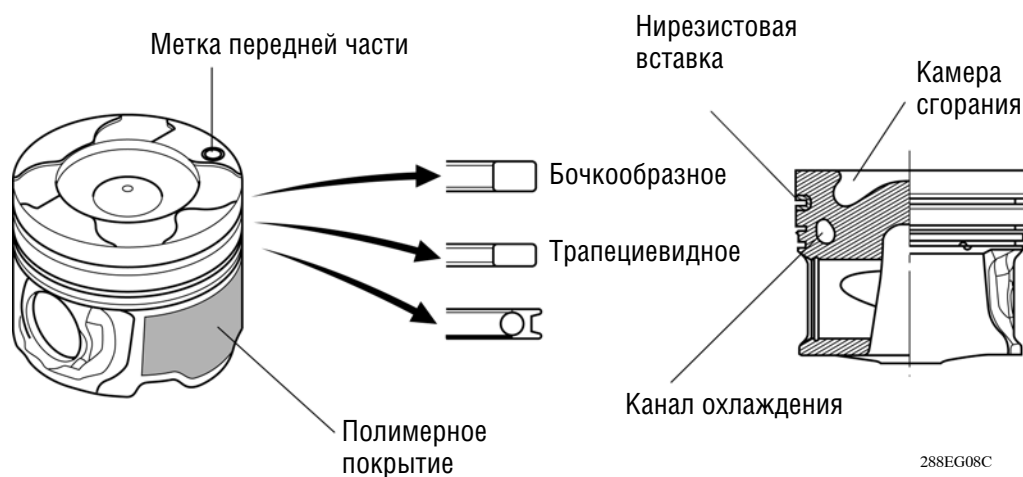 Метка передней части
Нирезистовая
вставка
Камера
сгорания
Бочкообразное
Трапециевидное
Канал охлаждения
Полимерное
покрытие
288EG08C